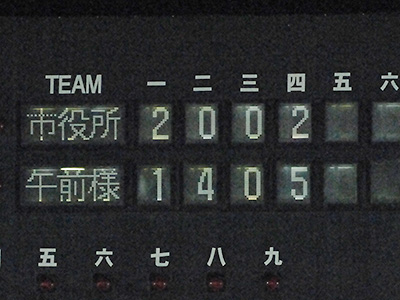 TEAM 一 二 三 四 五 六
市役所 2 0 0 2
午前様 1 4 0 5
五 六 七 八 九